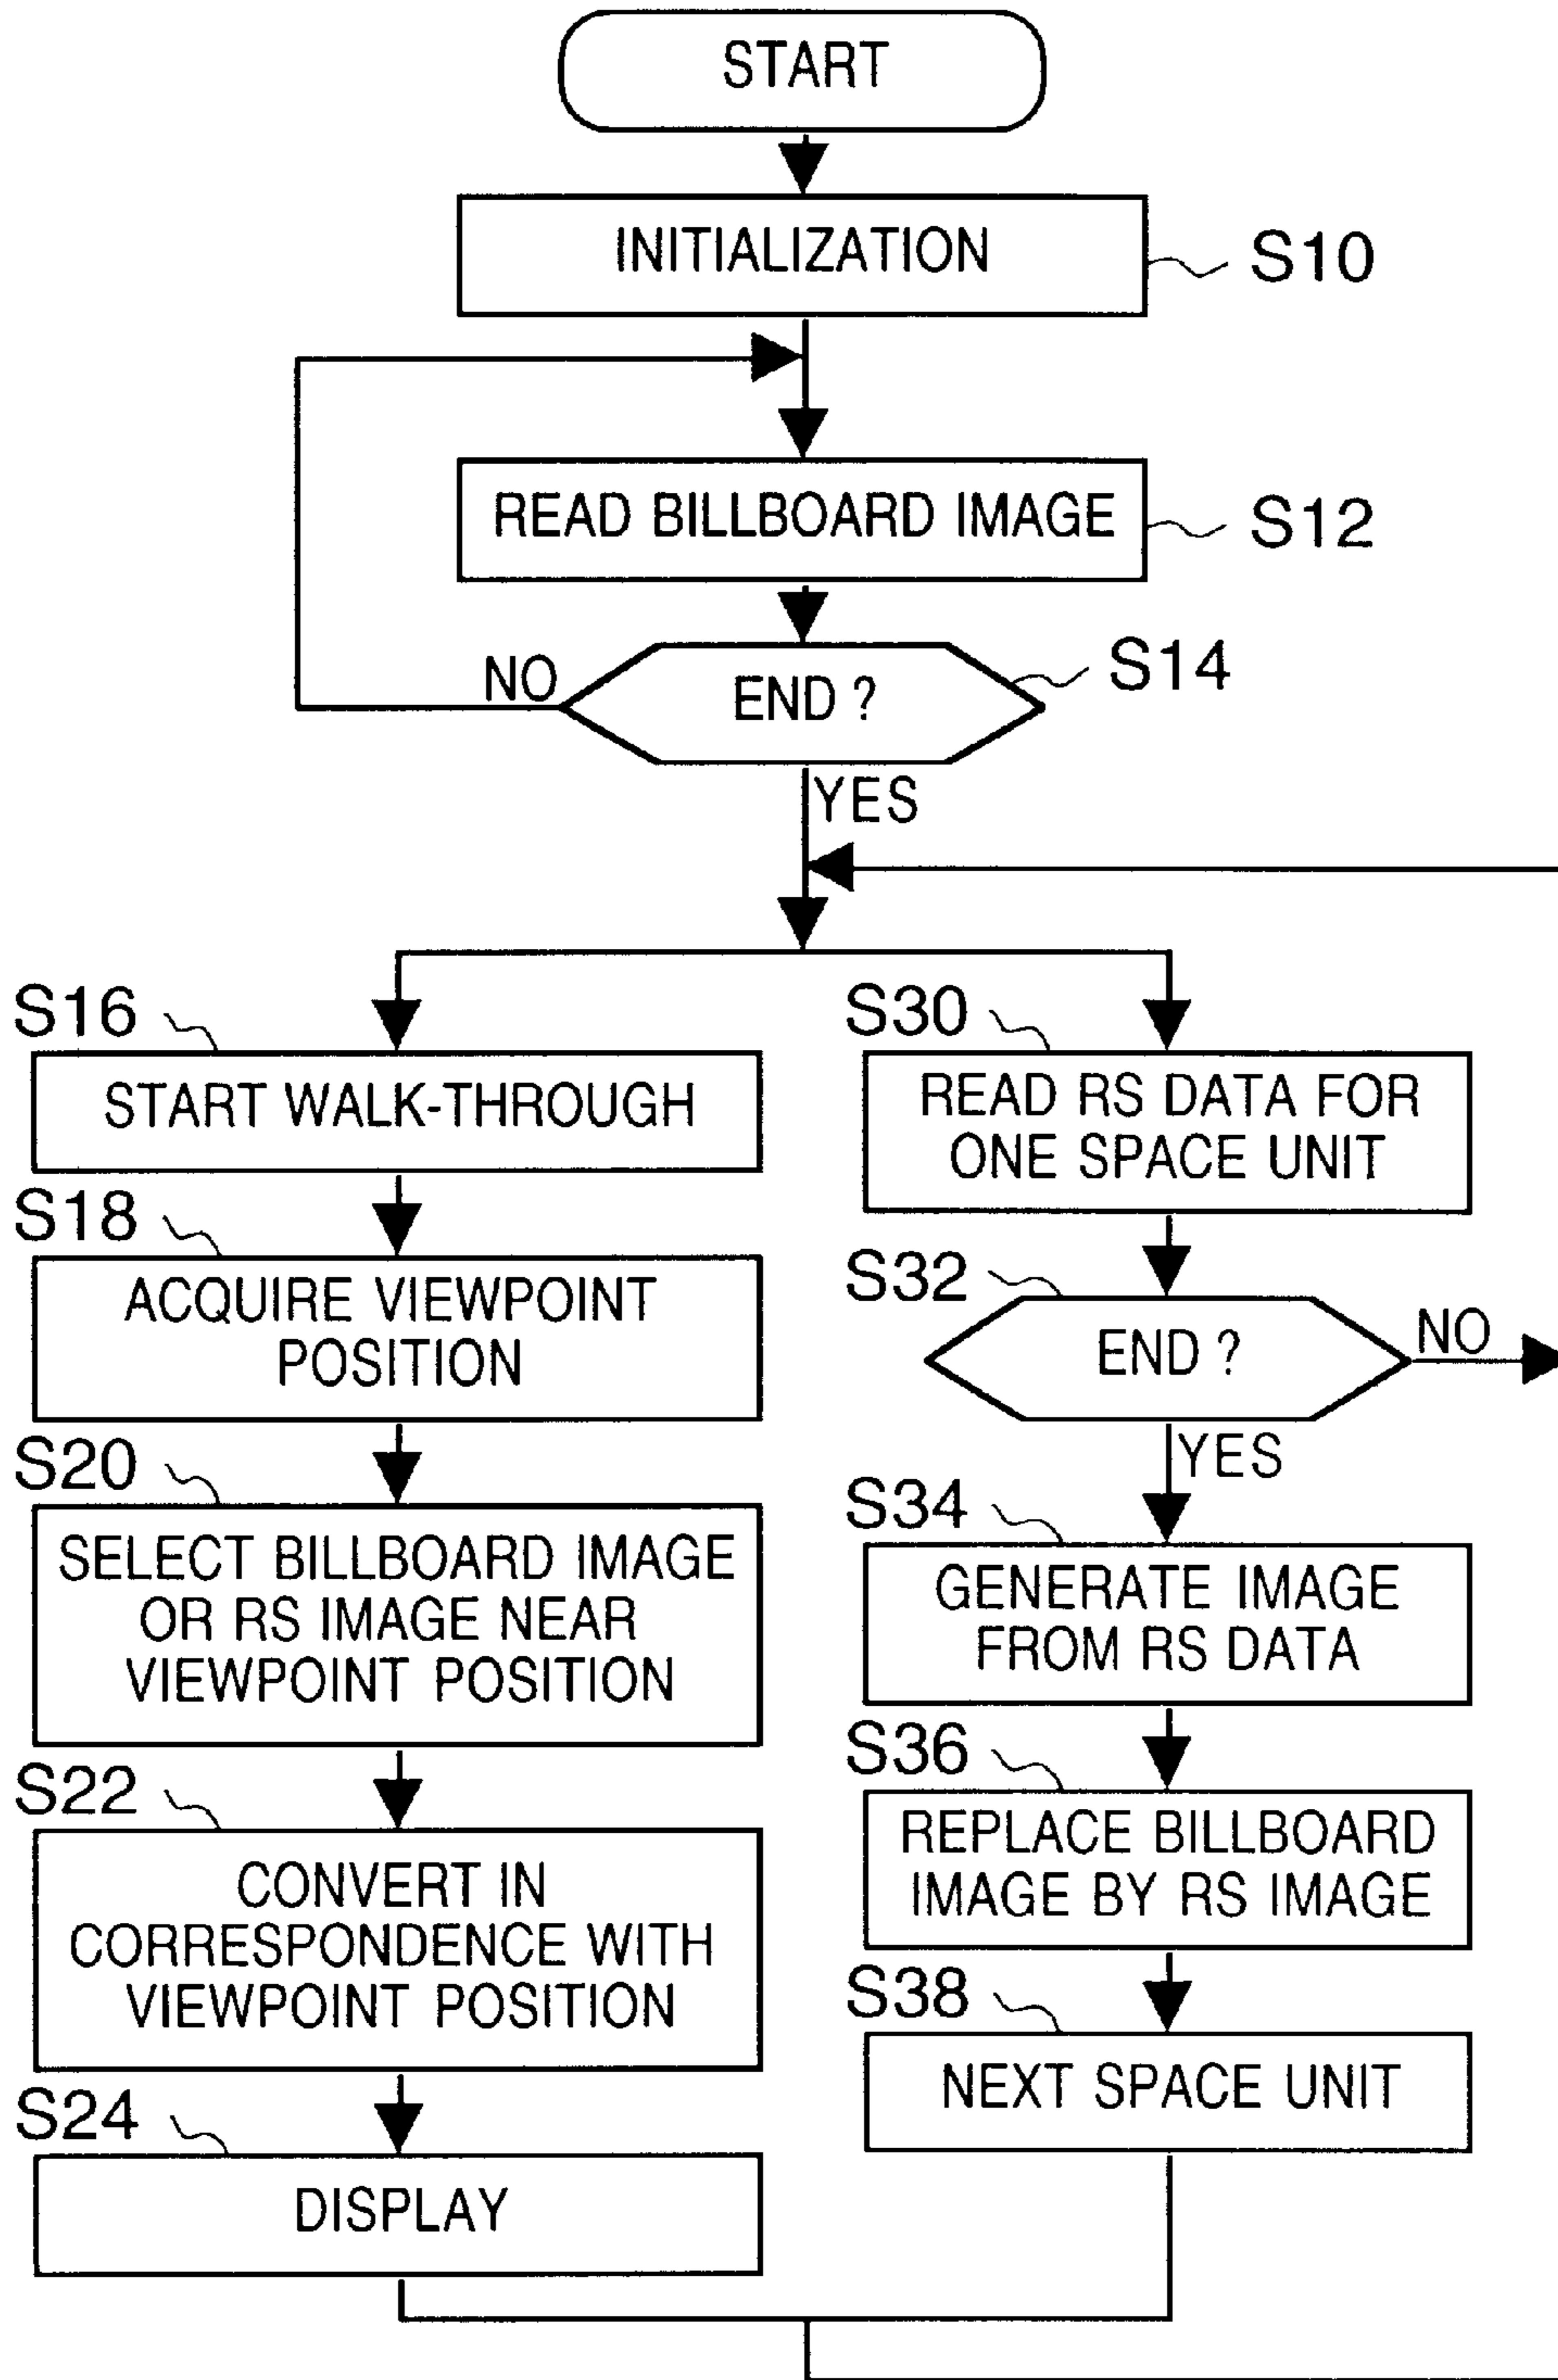 START
INITIALIZATION
S10
READ BILLBOARD IMAGE
S12
NO
END ?
S14
YES
S16
START WALK-THROUGH
S18
ACQUIRE VIEWPOINT
POSITION
S20
SELECT BILLBOARD IMAGE
OR RS IMAGE NEAR
VIEWPOINT POSITION
S22
CONVERT IN
CORRESPONDENCE WITH
VIEWPOINT POSITION
S24
DISPLAY
S30
READ RS DATA FOR
ONE SPACE UNIT
S32
END ?
NO
YES
S34
GENERATE IMAGE
FROM RS DATA
S36
REPLACE BILLBOARD
IMAGE BY RS IMAGE
S38
NEXT SPACE UNIT